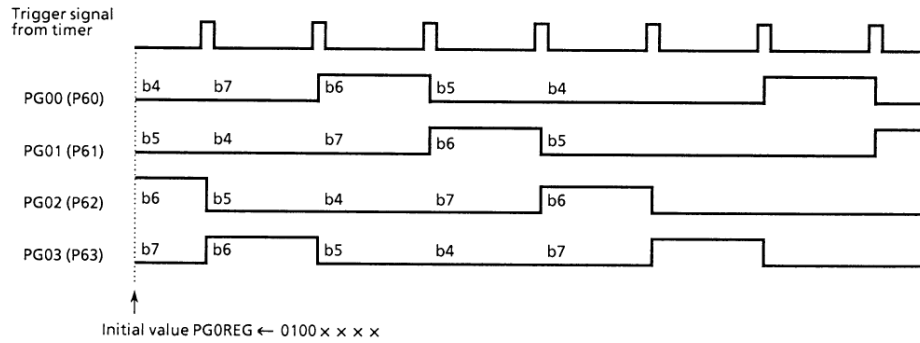 Trigger signal
from timer
PG00 (P60) b4 b7 b6 b5 b4
PG01 (P61) b5 b4 b7 b6 b5
PG02 (P62) b6 b5 b4 b7 b6
PG03 (P63) b7 b6 b5 b4 b7
Initial value PG0REG ← 0100××××